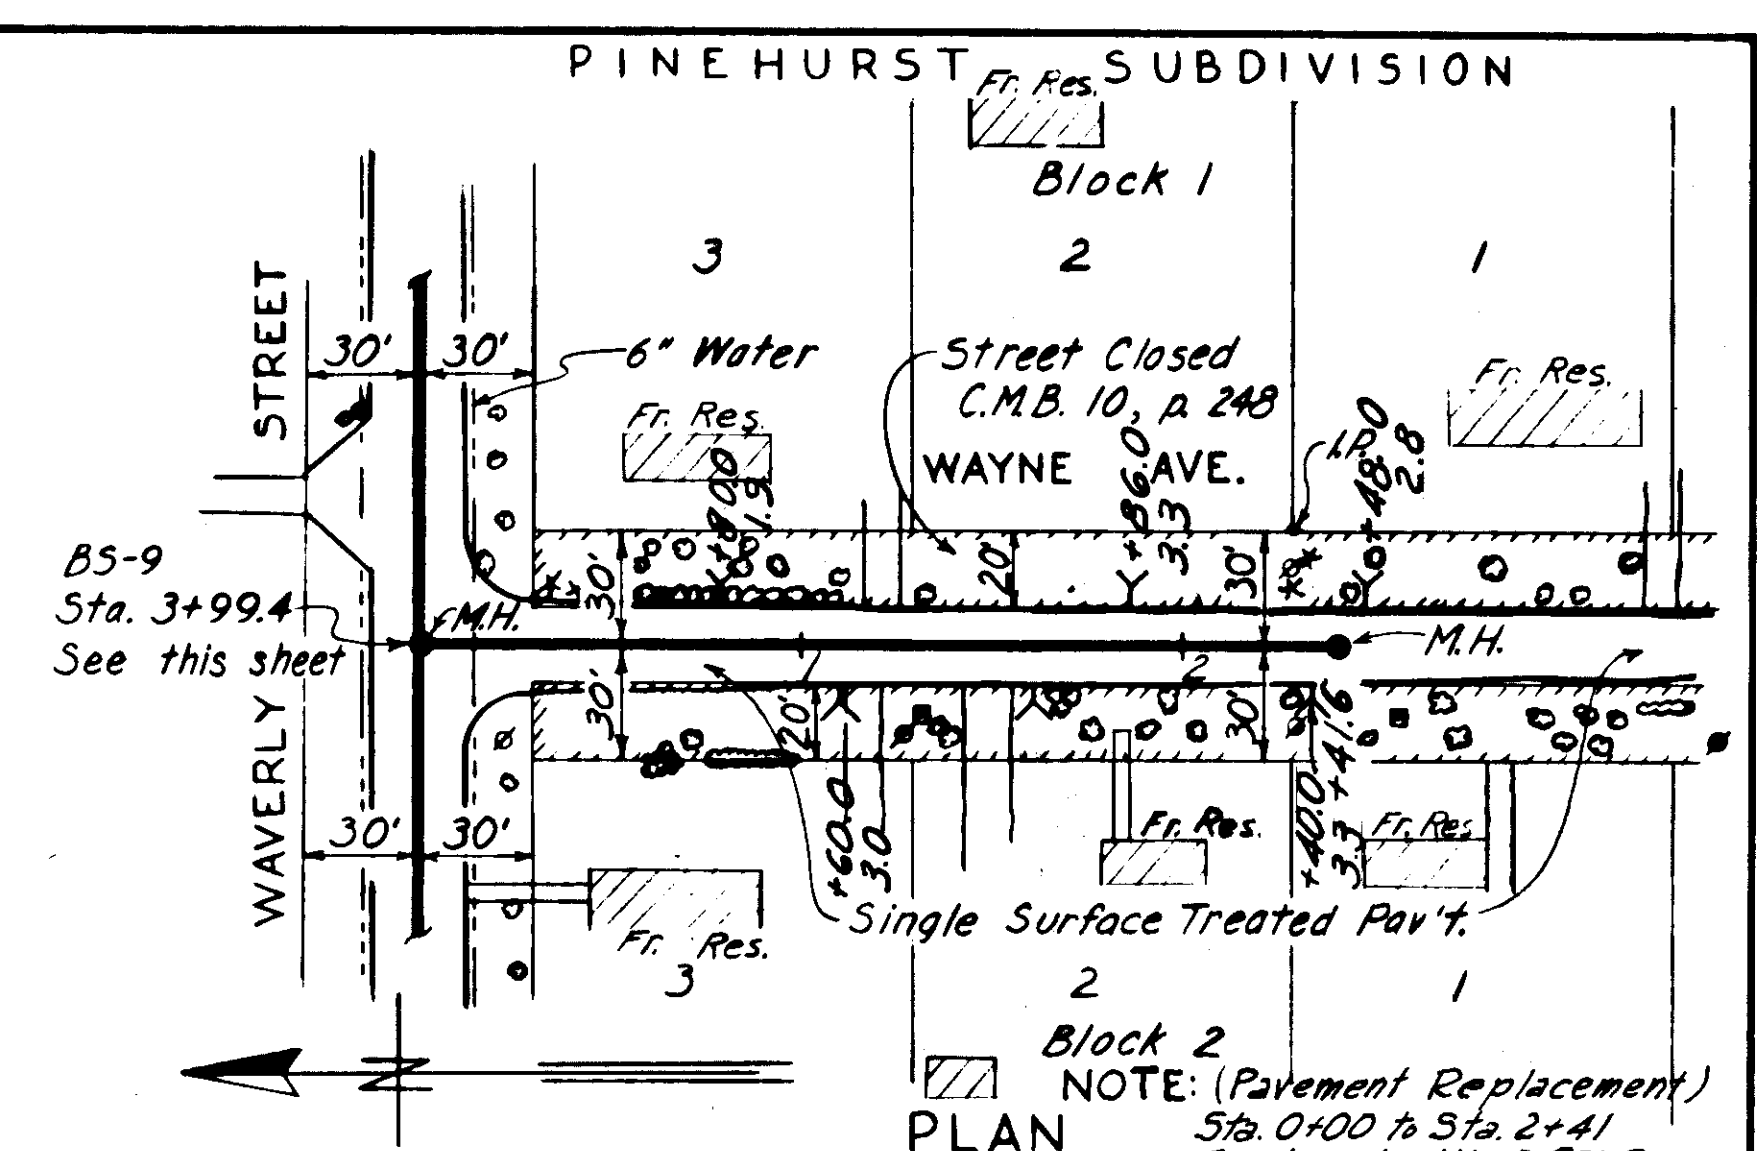 PINEHURST SUBDIVISION
Fr. Res.
Block 1
3
2
1
STREET
30'
30'
6" Water
Street Closed
C.M.B. 10, p. 248
Fr. Res.
Fr. Res.
WAYNE AVE.
I.P.
+80.0
1.9
+86.0
3.3
+48.0
2.8
BS-9
Sta. 3+99.4
See this sheet
M.H.
30'
20'
30'
M.H.
1
2
30'
20'
30'
WAVERLY
30'
30'
+60.0
3.0
+40.0
3.3
+41.6
Fr. Res.
Fr. Res.
Single Surface Treated Pav't.
Fr. Res.
3
2
1
Block 2
N
NOTE: (Pavement Replacement)
PLAN
Sta. 0+00 to Sta. 2+41